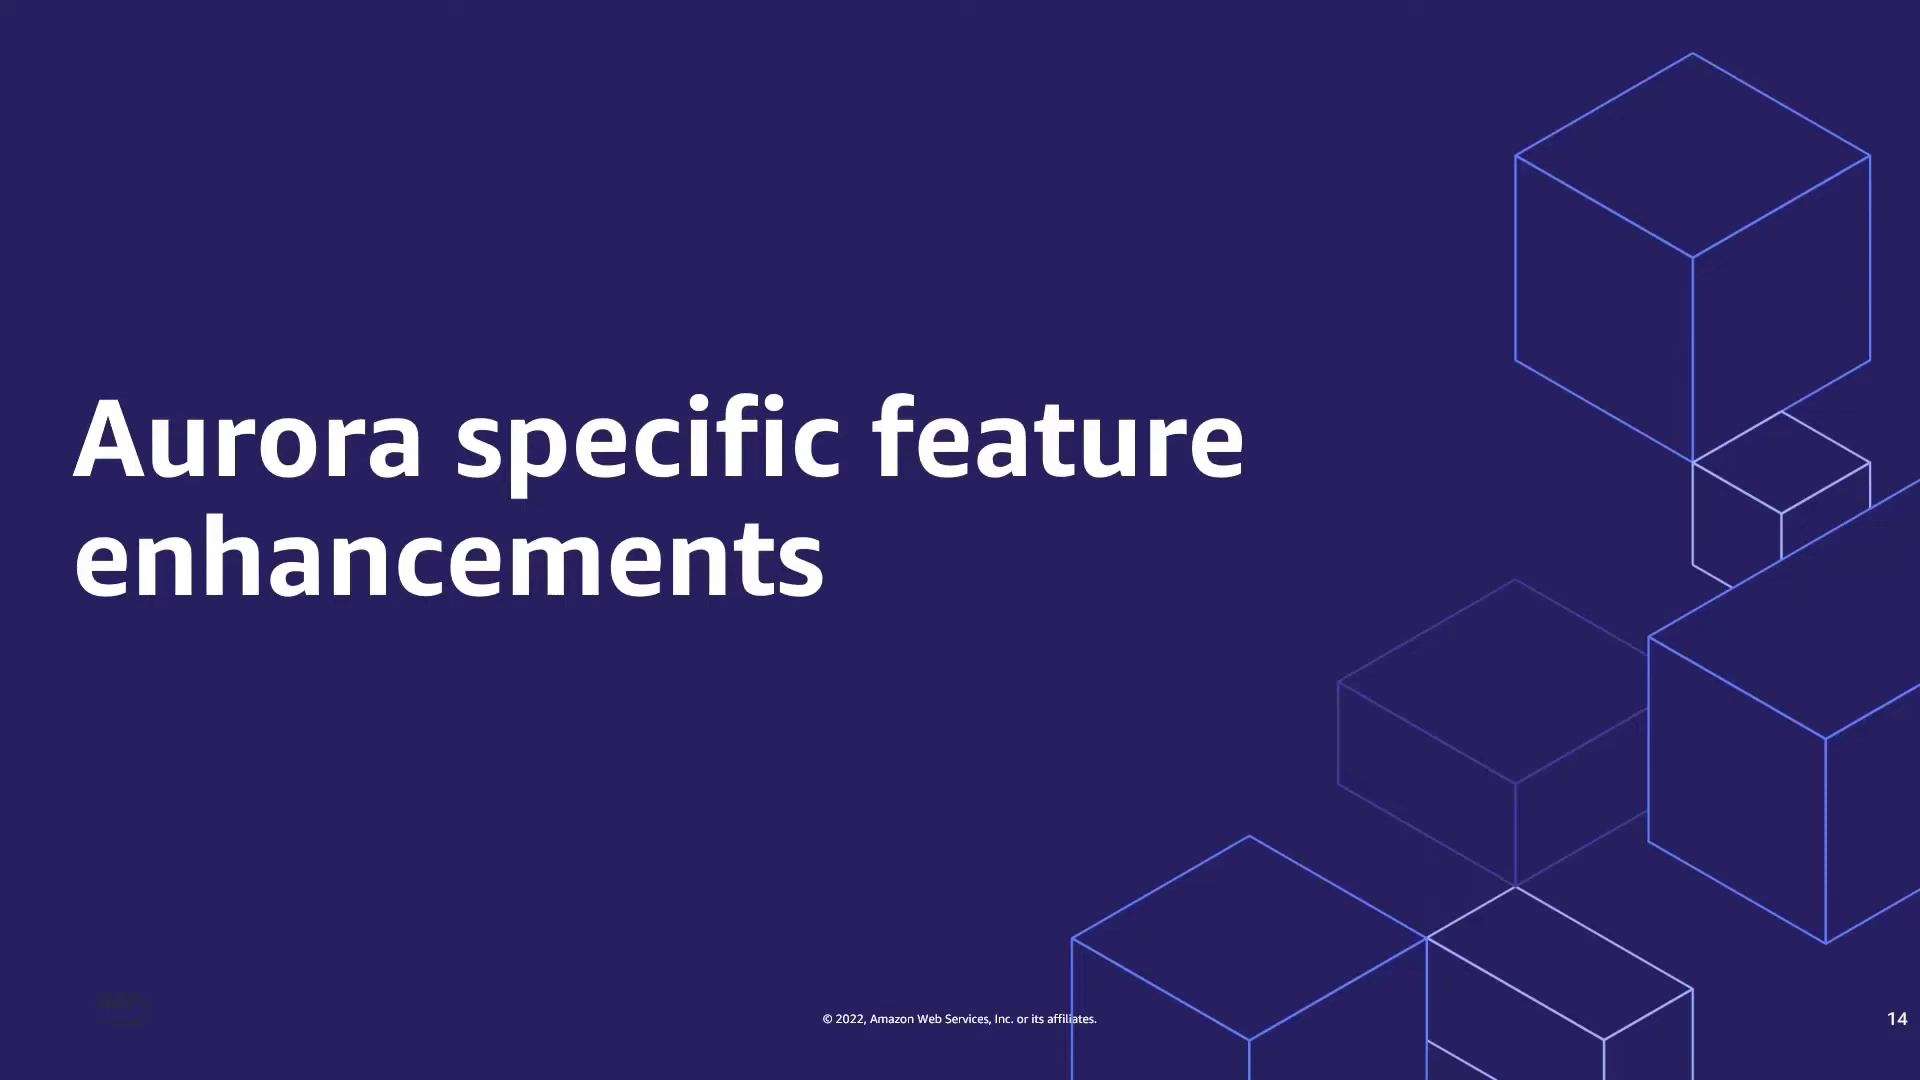 Aurora specific feature
enhancements
© 2022, Amazon Web Services, Inc. or its affiliates.
14